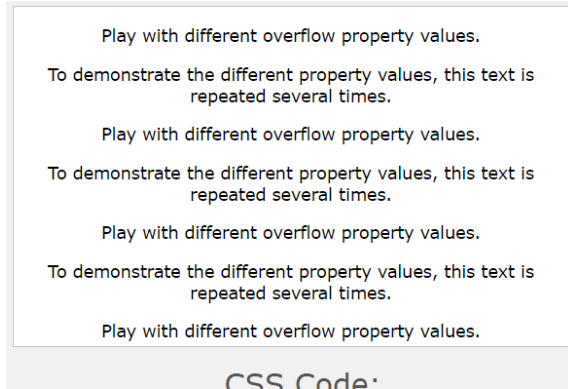 Play with different overflow property values.
To demonstrate the different property values, this text is
repeated several times.
Play with different overflow property values.
To demonstrate the different property values, this text is
repeated several times.
Play with different overflow property values.
To demonstrate the different property values, this text is
repeated several times.
Play with different overflow property values.
CSS Code: